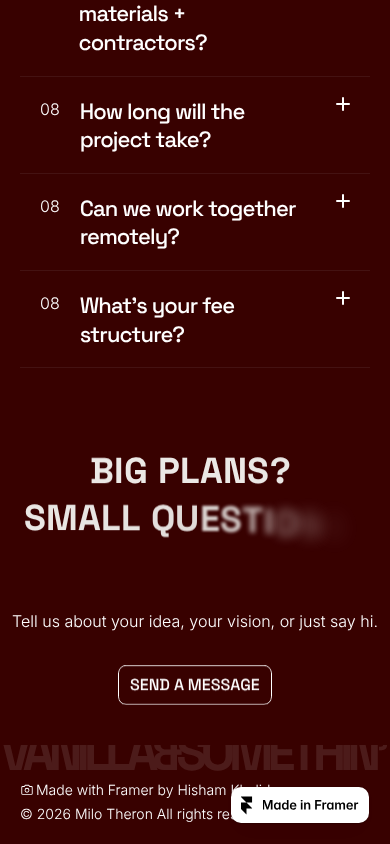 materials +
contractors?
08 How long will the
project take?
08 Can we work together
remotely?
08 What's your fee
structure?
BIG PLANS?
SMALL QUESTIO
Tell us about your idea, your vision, or just say hi.
SEND A MESSAGE
Made with Framer by Hisham
© 2026 Milo Theron All rights
Made in Framer